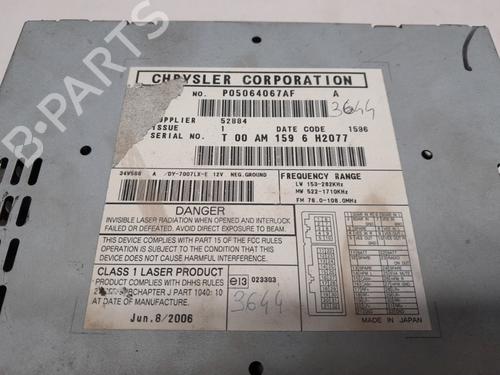 CHRYSLER CORPORATION
NO. P05064067AF A
3644
SUPPLIER 52884
ISSUE 1 DATE CODE 1596
SERIAL NO. T 00 AM 159 6 H2077
34W588 A /DY-7007LX-E 12V NEG.GROUND
FREQUENCY RANGE
LW 153-282KHz
MW 522-1710KHz
FM 76.0-108.0MHz
DANGER
INVISIBLE LASER RADIATION WHEN OPENED AND INTERLOCK
FAILED OR DEFEATED. AVOID DIRECT EXPOSURE TO BEAM.
THIS DEVICE COMPLIES WITH PART 15 OF THE FCC RULES
OPERATION IS SUBJECT TO THE CONDITION THAT THIS
DEVICE DOES NOT CAUSE HARMFUL INTERFERENCE.
CLASS 1 LASER PRODUCT
COMPLIES WITH DHHS RULES
SUBCHAPTER J PART 1040: 10
AT DATE OF MANUFACTURE.
e13 023303
3644
Jun.8/2006
MADE IN JAPAN
B-PARTS